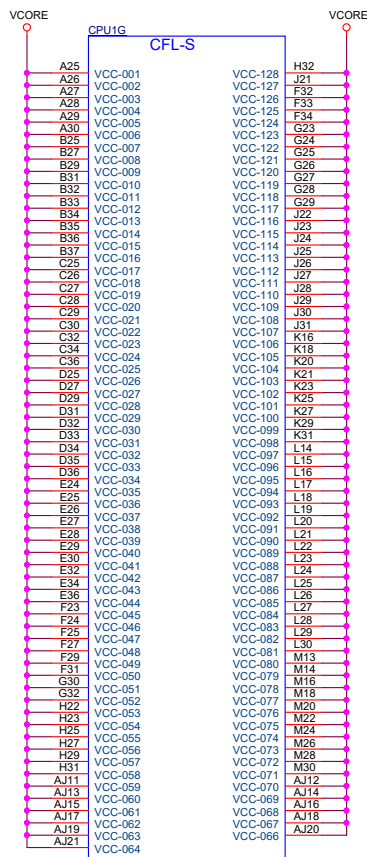 VCORE VCORE
CPU1G
CFL-S
A25 VCC-001 VCC-128 H32
A26 VCC-002 VCC-127 J21
A27 VCC-003 VCC-126 F32
A28 VCC-004 VCC-125 F33
A29 VCC-005 VCC-124 F34
A30 VCC-006 VCC-123 G23
B25 VCC-007 VCC-122 G24
B27 VCC-008 VCC-121 G25
B29 VCC-009 VCC-120 G26
B31 VCC-010 VCC-119 G27
B32 VCC-011 VCC-118 G28
B33 VCC-012 VCC-117 G29
B34 VCC-013 VCC-116 J22
B35 VCC-014 VCC-115 J23
B36 VCC-015 VCC-114 J24
B37 VCC-016 VCC-113 J25
C25 VCC-017 VCC-112 J26
C26 VCC-018 VCC-111 J27
C27 VCC-019 VCC-110 J28
C28 VCC-020 VCC-109 J29
C29 VCC-021 VCC-108 J30
C30 VCC-022 VCC-107 J31
C32 VCC-023 VCC-106 K16
C34 VCC-024 VCC-105 K18
C36 VCC-025 VCC-104 K20
D25 VCC-026 VCC-103 K21
D27 VCC-027 VCC-102 K23
D29 VCC-028 VCC-101 K25
D31 VCC-029 VCC-100 K27
D32 VCC-030 VCC-099 K29
D33 VCC-031 VCC-098 K31
D34 VCC-032 VCC-097 L14
D35 VCC-033 VCC-096 L15
D36 VCC-034 VCC-095 L16
E24 VCC-035 VCC-094 L17
E25 VCC-036 VCC-093 L18
E26 VCC-037 VCC-092 L19
E27 VCC-038 VCC-091 L20
E28 VCC-039 VCC-090 L21
E29 VCC-040 VCC-089 L22
E30 VCC-041 VCC-088 L23
E32 VCC-042 VCC-087 L24
E34 VCC-043 VCC-086 L25
E36 VCC-044 VCC-085 L26
F23 VCC-045 VCC-084 L27
F24 VCC-046 VCC-083 L28
F25 VCC-047 VCC-082 L29
F27 VCC-048 VCC-081 L30
F29 VCC-049 VCC-080 M13
F31 VCC-050 VCC-079 M14
G30 VCC-051 VCC-078 M16
G32 VCC-052 VCC-077 M18
H22 VCC-053 VCC-076 M20
H23 VCC-054 VCC-075 M22
H25 VCC-055 VCC-074 M24
H27 VCC-056 VCC-073 M26
H29 VCC-057 VCC-072 M28
H31 VCC-058 VCC-071 M30
AJ11 VCC-059 VCC-070 AJ12
AJ13 VCC-060 VCC-069 AJ14
AJ15 VCC-061 VCC-068 AJ16
AJ17 VCC-062 VCC-067 AJ18
AJ19 VCC-063 VCC-066 AJ20
AJ21 VCC-064